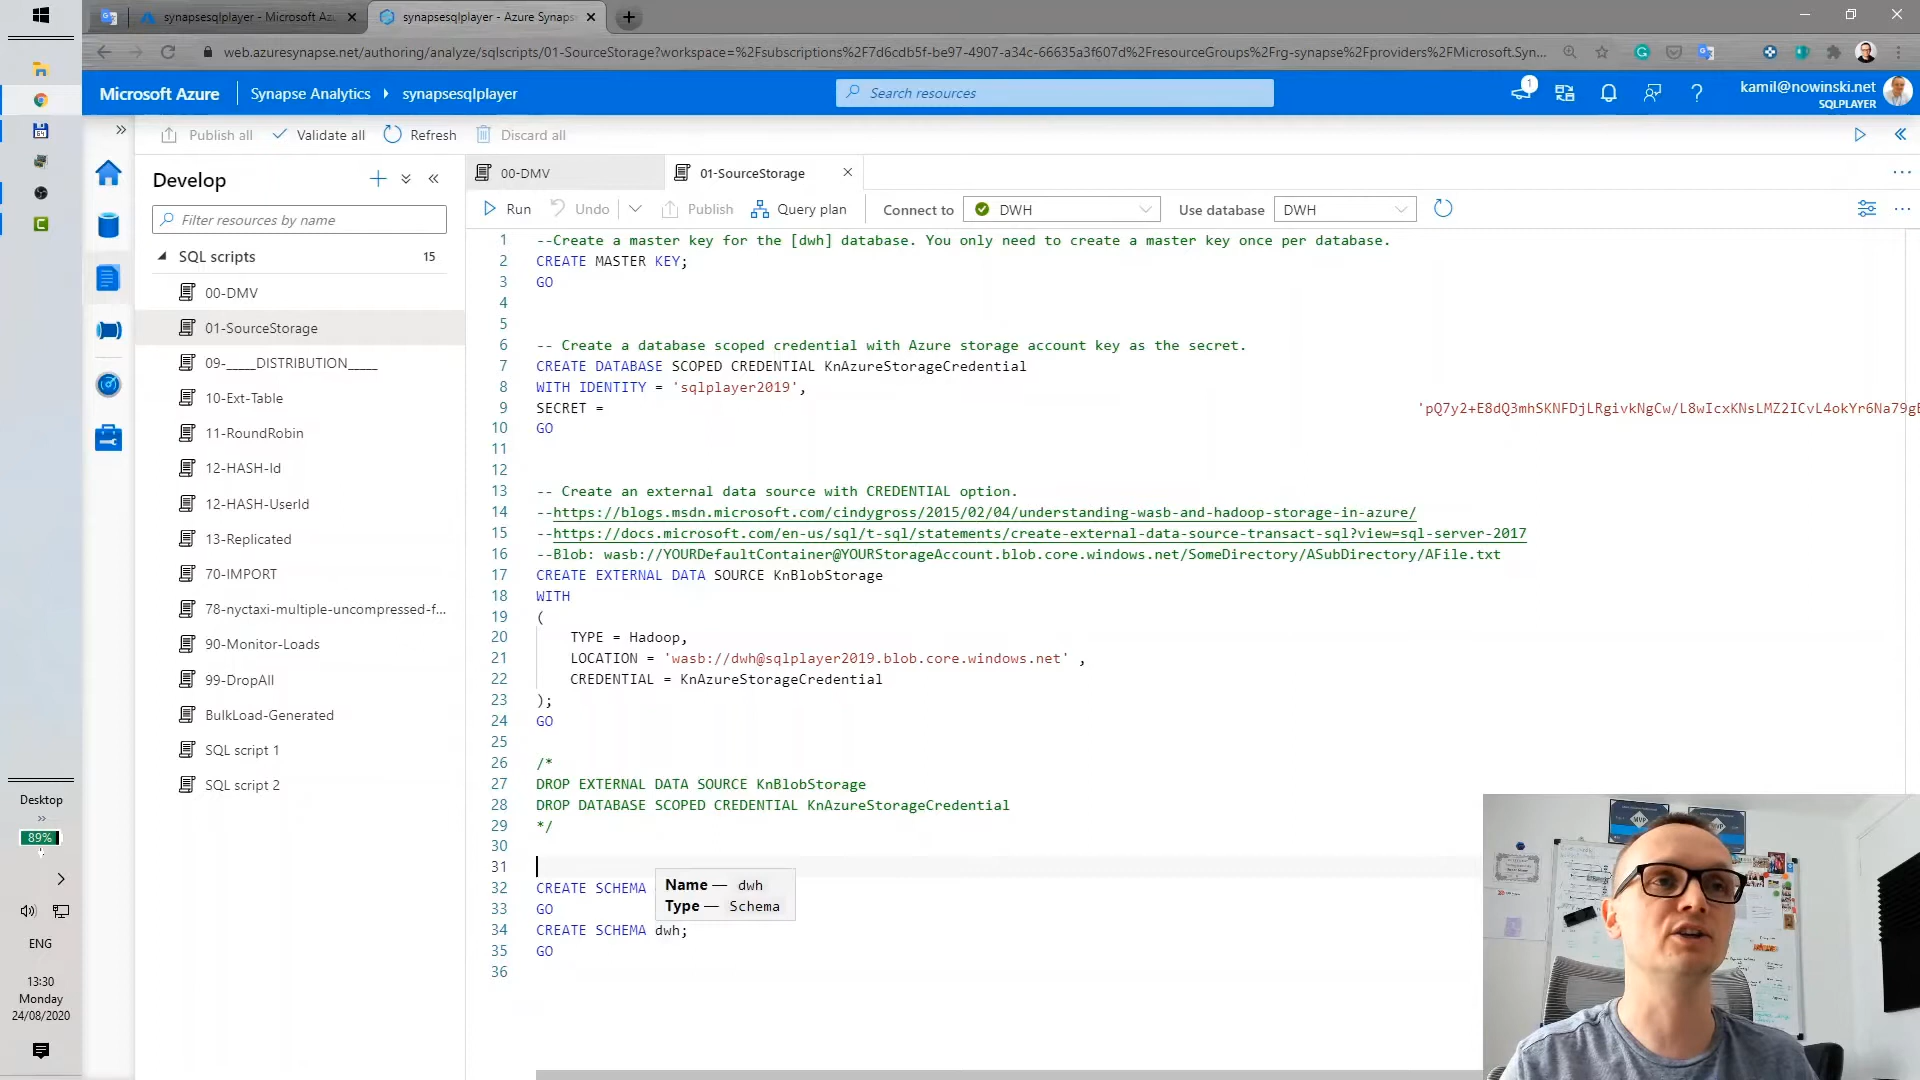 synapsesqlplayer - Microsoft Az
synapsesqlplayer - Azure Synaps
web.azuresynapse.net/authoring/analyze/sqlscripts/01-SourceStorage?workspace=%2Fsubscriptions%2F7d6cdb5f-be97-4907-a34c-66635a3f607d%2FresourceGroups%2Frg-synapse%2Fproviders%2FMicrosoft.Syn...
Microsoft Azure
Synapse Analytics
synapsesqlplayer
Search resources
1
kamil@nowinski.net
SQLPLAYER
Publish all
Validate all
Refresh
Discard all
Develop
Filter resources by name
SQL scripts 15
00-DMV
01-SourceStorage
09-_____DISTRIBUTION_____
10-Ext-Table
11-RoundRobin
12-HASH-Id
12-HASH-UserId
13-Replicated
70-IMPORT
78-nyctaxi-multiple-uncompressed-f...
90-Monitor-Loads
99-DropAll
BulkLoad-Generated
SQL script 1
SQL script 2
00-DMV
01-SourceStorage
Run
Undo
Publish
Query plan
Connect to
DWH
Use database
DWH
1 --Create a master key for the [dwh] database. You only need to create a master key once per database.
2 CREATE MASTER KEY;
3 GO
4
5
6 -- Create a database scoped credential with Azure storage account key as the secret.
7 CREATE DATABASE SCOPED CREDENTIAL KnAzureStorageCredential
8 WITH IDENTITY = 'sqlplayer2019',
9 SECRET = 'pQ7y2+E8dQ3mhSKNFDjLRgivkNgCw/L8wIcxKNsLMZ2ICvL4okYr6Na79gE
10 GO
11
12
13 -- Create an external data source with CREDENTIAL option.
14 --https://blogs.msdn.microsoft.com/cindygross/2015/02/04/understanding-wasb-and-hadoop-storage-in-azure/
15 --https://docs.microsoft.com/en-us/sql/t-sql/statements/create-external-data-source-transact-sql?view=sql-server-2017
16 --Blob: wasb://YOURDefaultContainer@YOURStorageAccount.blob.core.windows.net/SomeDirectory/ASubDirectory/AFile.txt
17 CREATE EXTERNAL DATA SOURCE KnBlobStorage
18 WITH
19 (
20 TYPE = Hadoop,
21 LOCATION = 'wasb://dwh@sqlplayer2019.blob.core.windows.net' ,
22 CREDENTIAL = KnAzureStorageCredential
23 );
24 GO
25
26 /*
27 DROP EXTERNAL DATA SOURCE KnBlobStorage
28 DROP DATABASE SCOPED CREDENTIAL KnAzureStorageCredential
29 */
30
31
32 CREATE SCHEMA
33 GO
34 CREATE SCHEMA dwh;
35 GO
36
Name — dwh
Type — Schema
Desktop
89%
ENG
13:30
Monday
24/08/2020